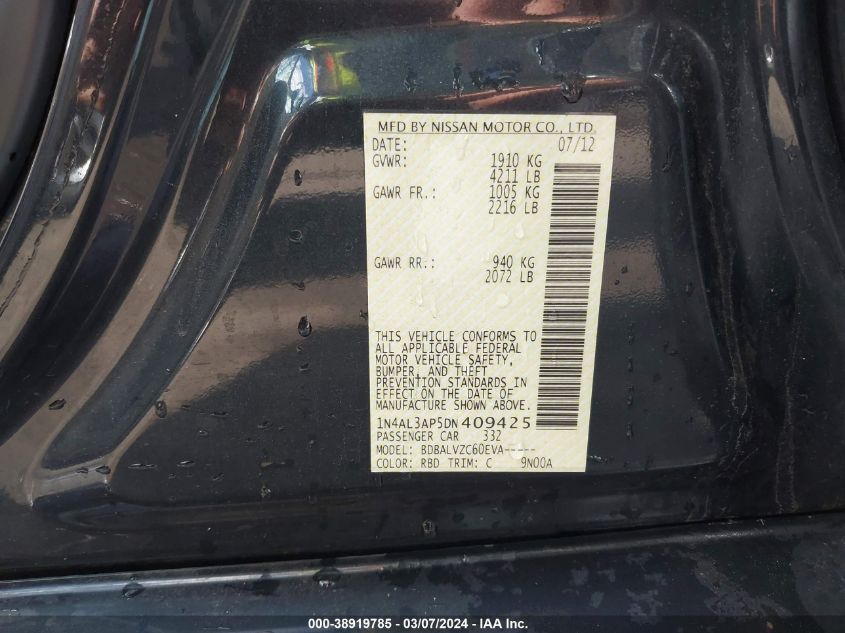 MFD BY NISSAN MOTOR CO., LTD.
DATE: 07/12
GVWR: 1910 KG
4211 LB
GAWR FR.: 1005 KG
2216 LB
GAWR RR.: 940 KG
2072 LB
THIS VEHICLE CONFORMS TO
ALL APPLICABLE FEDERAL
MOTOR VEHICLE SAFETY,
BUMPER, AND THEFT
PREVENTION STANDARDS IN
EFFECT ON THE DATE OF
MANUFACTURE SHOWN ABOVE.
1N4AL3AP5DN409425
PASSENGER CAR 332
MODEL: BDBALVZC60EVA-----
COLOR: RBD TRIM: C 9N00A
000-38919785 - 03/07/2024 - IAA Inc.